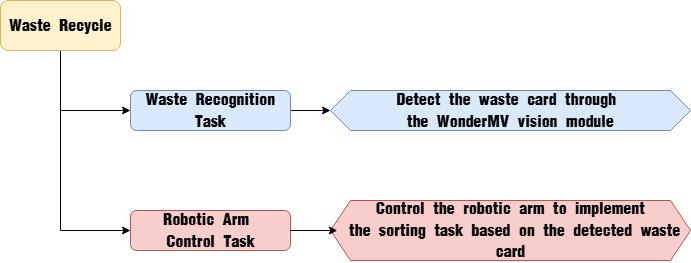 Waste Recycle
Waste Recognition
Task
Detect the waste card through
the WonderMV vision module
Robotic Arm
Control Task
Control the robotic arm to implement
the sorting task based on the detected waste
card